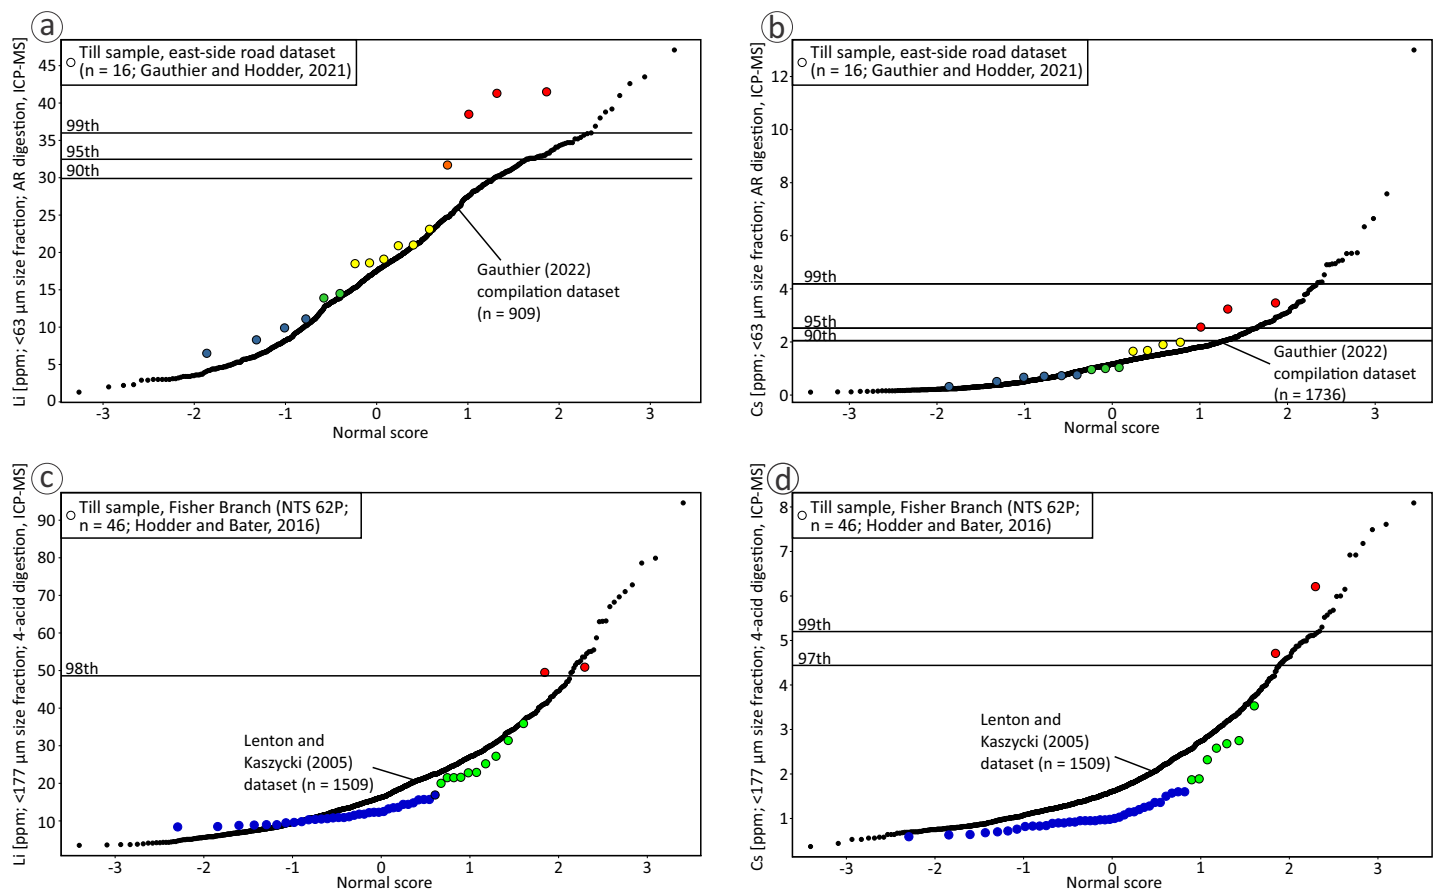 a
Till sample, east-side road dataset
(n = 16; Gauthier and Hodder, 2021)
Li [ppm; <63 µm size fraction; AR digestion, ICP-MS]
45
40
35
30
25
20
15
10
5
0
99th
95th
90th
Gauthier (2022)
compilation dataset
(n = 909)
-3 -2 -1 0 1 2 3
Normal score
b
Till sample, east-side road dataset
(n = 16; Gauthier and Hodder, 2021)
Cs [ppm; <63 µm size fraction; AR digestion, ICP-MS]
12
10
8
6
4
2
0
99th
95th
90th
Gauthier (2022)
compilation dataset
(n = 1736)
-3 -2 -1 0 1 2 3
Normal score
c
Till sample, Fisher Branch (NTS 62P;
n = 46; Hodder and Bater, 2016)
Li [ppm; <177 µm size fraction; 4-acid digestion, ICP-MS]
90
80
70
60
50
40
30
20
10
98th
Lenton and
Kaszycki (2005)
dataset (n = 1509)
-3 -2 -1 0 1 2 3
Normal score
d
Till sample, Fisher Branch (NTS 62P;
n = 46; Hodder and Bater, 2016)
Cs [ppm; <177 µm size fraction; 4-acid digestion, ICP-MS]
8
7
6
5
4
3
2
1
99th
97th
Lenton and
Kaszycki (2005)
dataset (n = 1509)
-3 -2 -1 0 1 2 3
Normal score